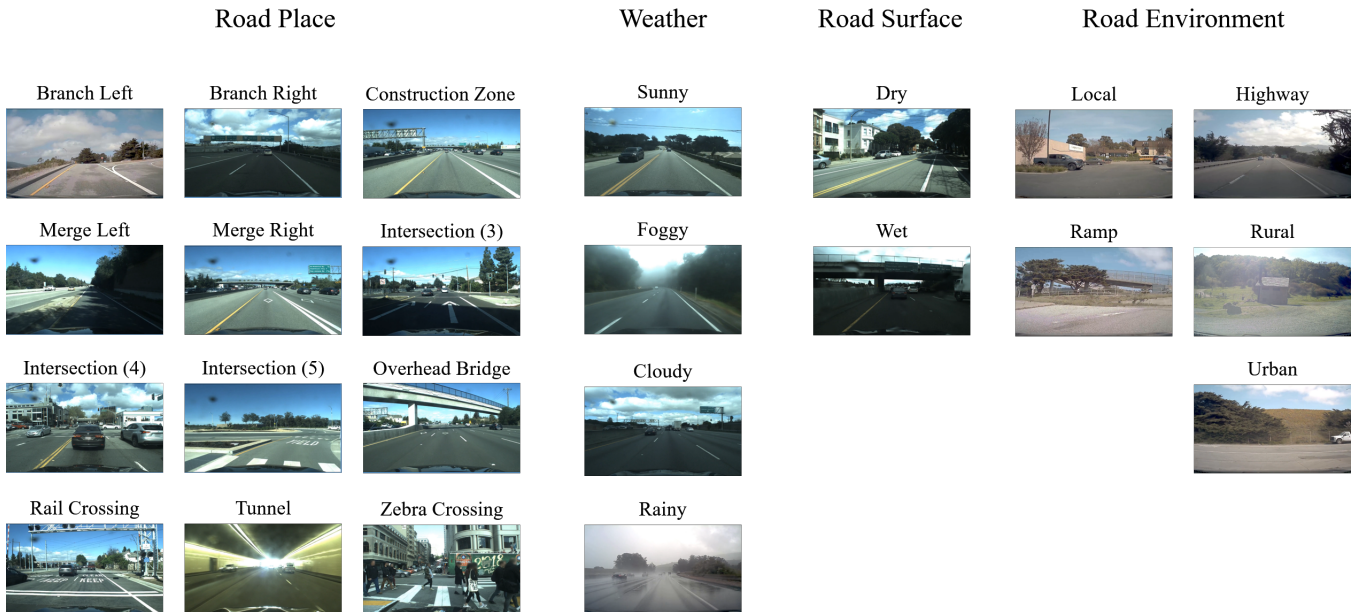 Road Place
Weather
Road Surface
Road Environment
Branch Left
Branch Right
Construction Zone
Sunny
Dry
Local
Highway
Merge Left
Merge Right
Intersection (3)
Foggy
Wet
Ramp
Rural
Intersection (4)
Intersection (5)
Overhead Bridge
Cloudy
Urban
Rail Crossing
Tunnel
Zebra Crossing
Rainy
KEEP